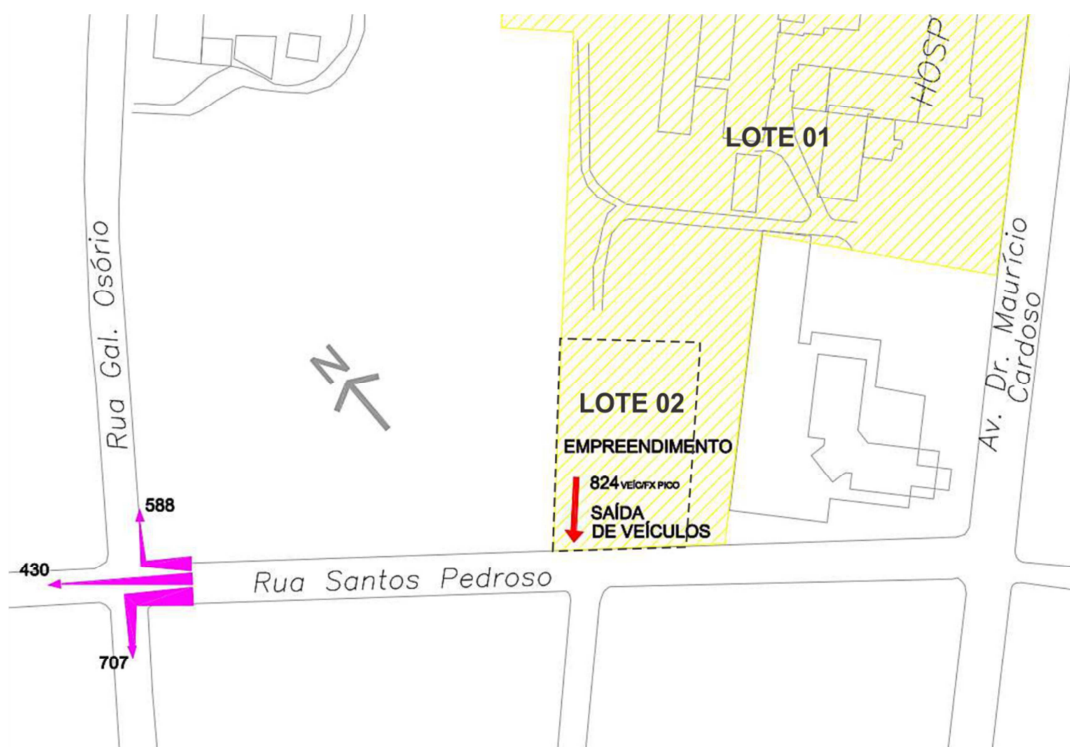 HOSP
LOTE 01
Rua Gal. Osório
Av. Dr. Maurício
Cardoso
N
LOTE 02
EMPREENDIMENTO
824 VEÍC/FX PICO
SAÍDA
DE VEÍCULOS
588
430
Rua Santos Pedroso
707